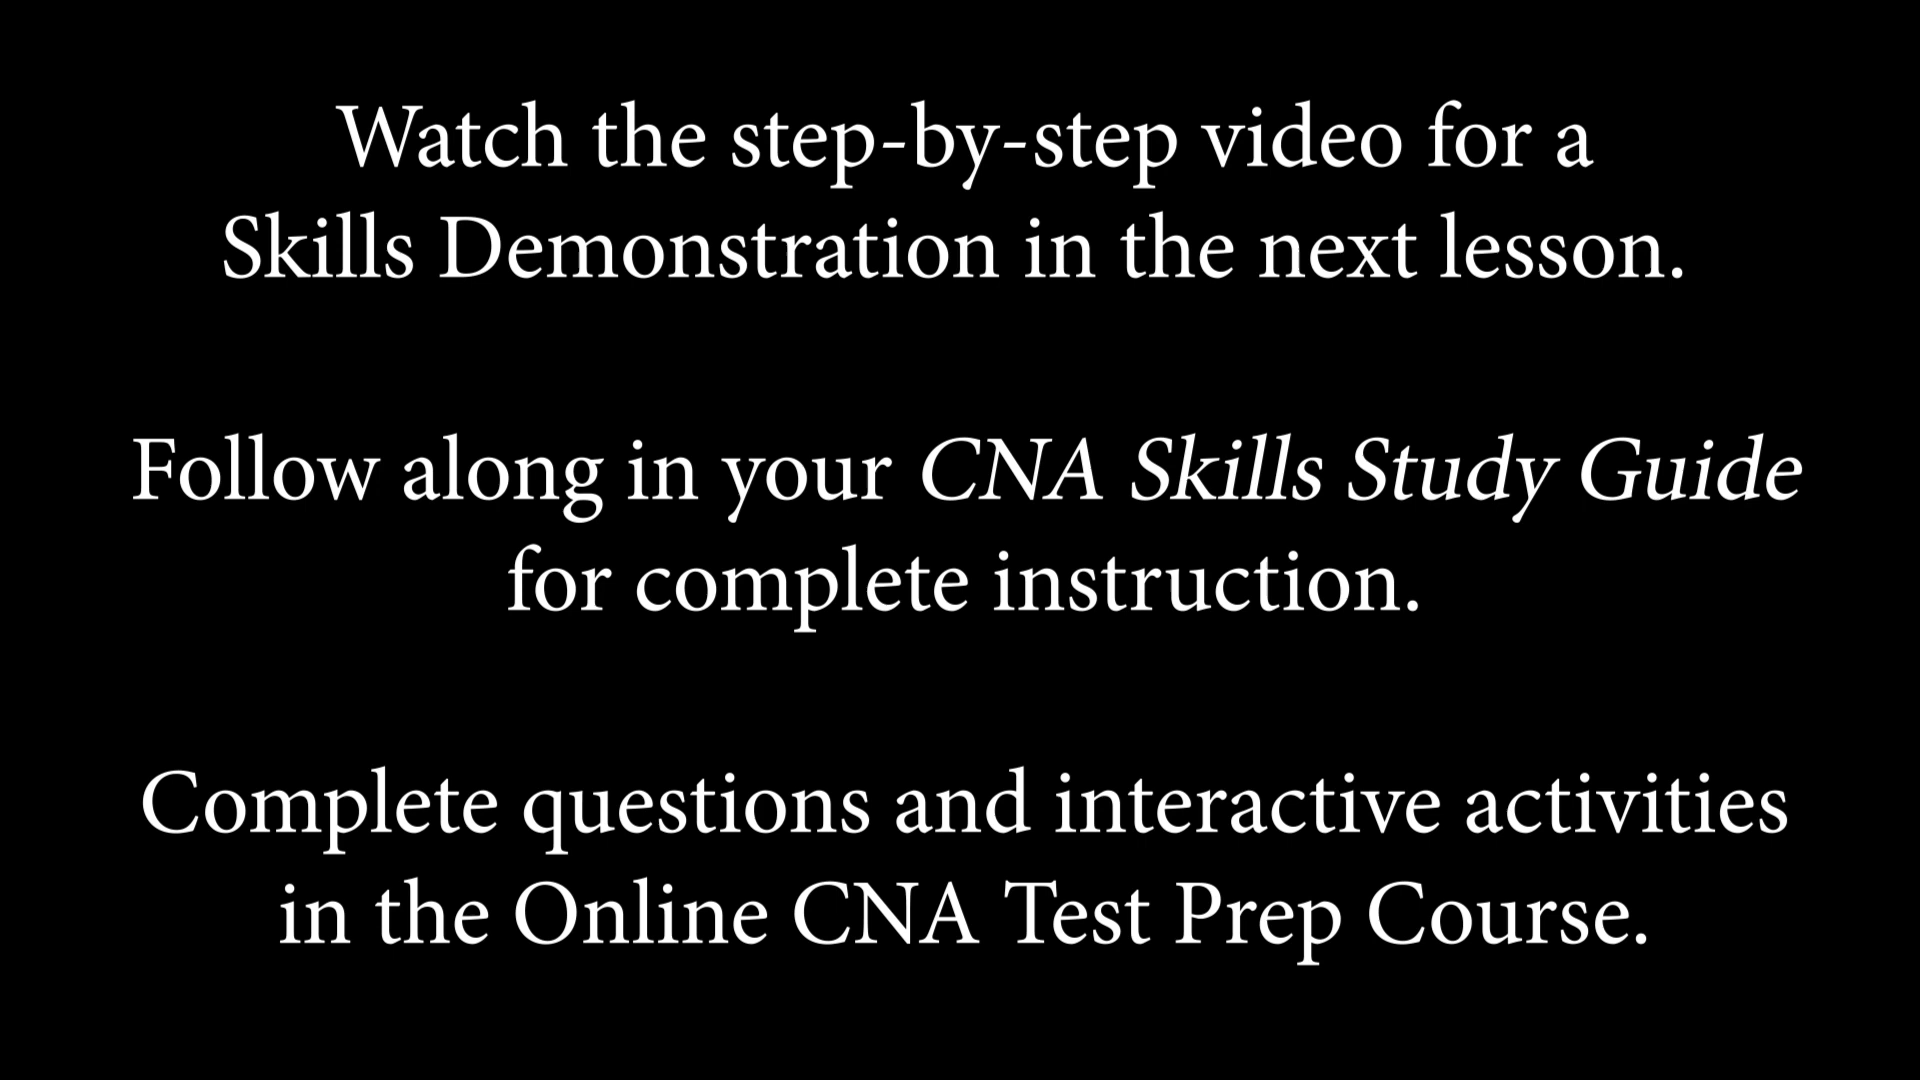 Watch the step-by-step video for a
Skills Demonstration in the next lesson.
Follow along in your CNA Skills Study Guide
for complete instruction.
Complete questions and interactive activities
in the Online CNA Test Prep Course.